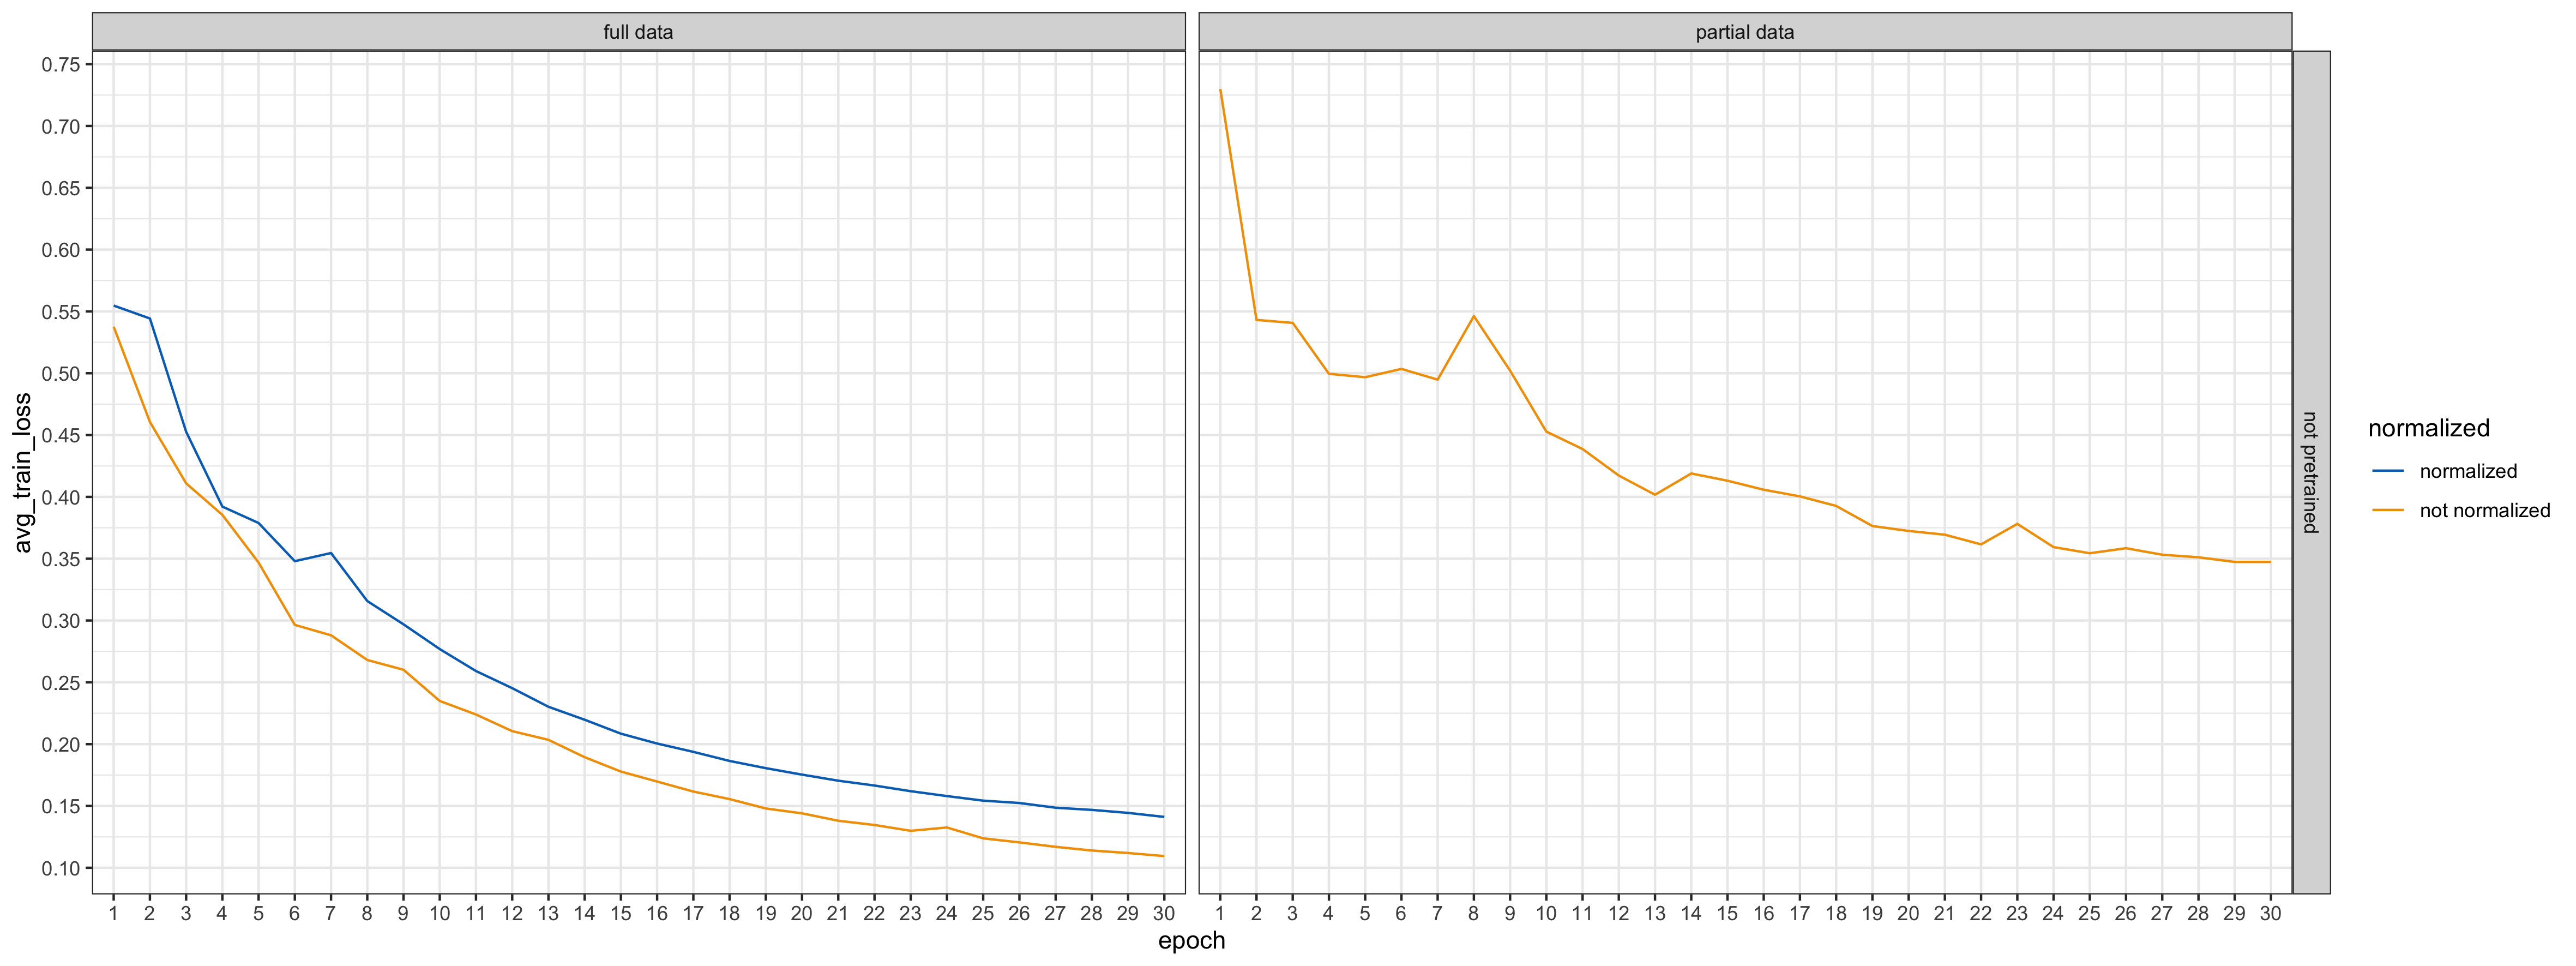 full data
partial data
0.75
0.70
0.65
0.60
0.55
0.50
0.45
0.40
0.35
0.30
0.25
0.20
0.15
0.10
avg_train_loss
1 2 3 4 5 6 7 8 9 10 11 12 13 14 15 16 17 18 19 20 21 22 23 24 25 26 27 28 29 30
1 2 3 4 5 6 7 8 9 10 11 12 13 14 15 16 17 18 19 20 21 22 23 24 25 26 27 28 29 30
epoch
not pretrained
normalized
normalized
not normalized